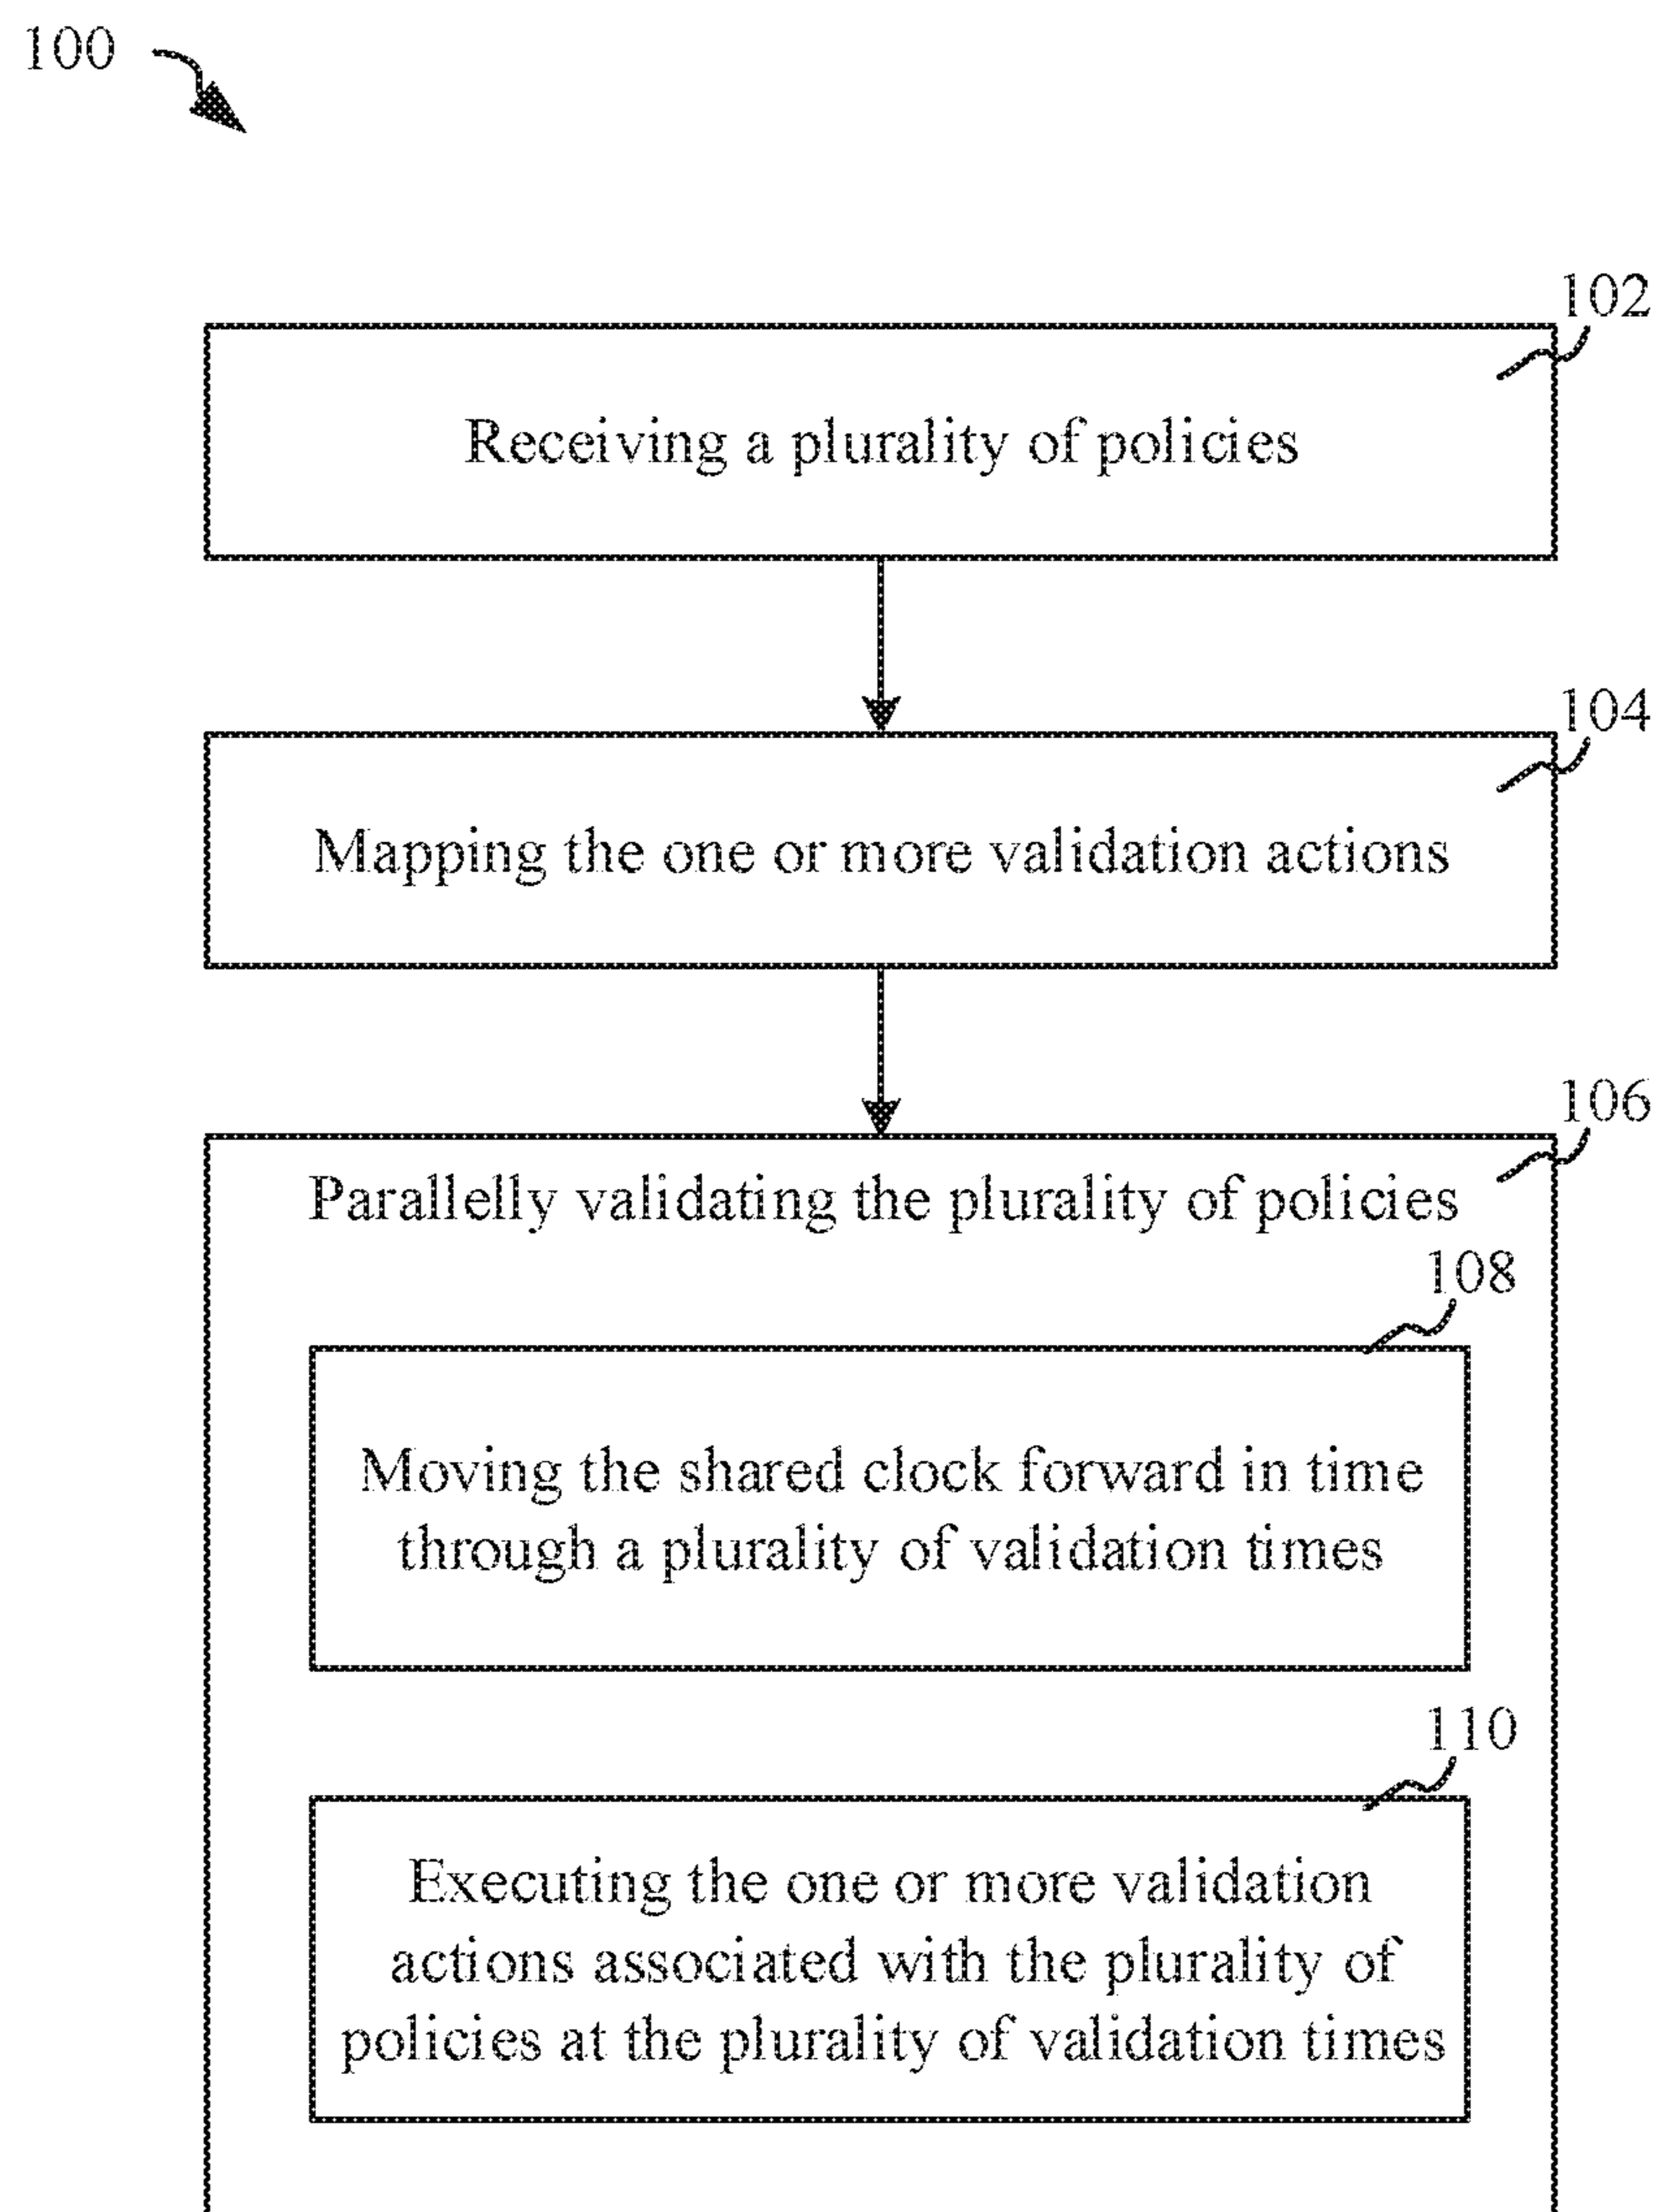 100
102
Receiving a plurality of policies
104
Mapping the one or more validation actions
106
Parallelly validating the plurality of policies
108
Moving the shared clock forward in time
through a plurality of validation times
110
Executing the one or more validation
actions associated with the plurality of
policies at the plurality of validation times